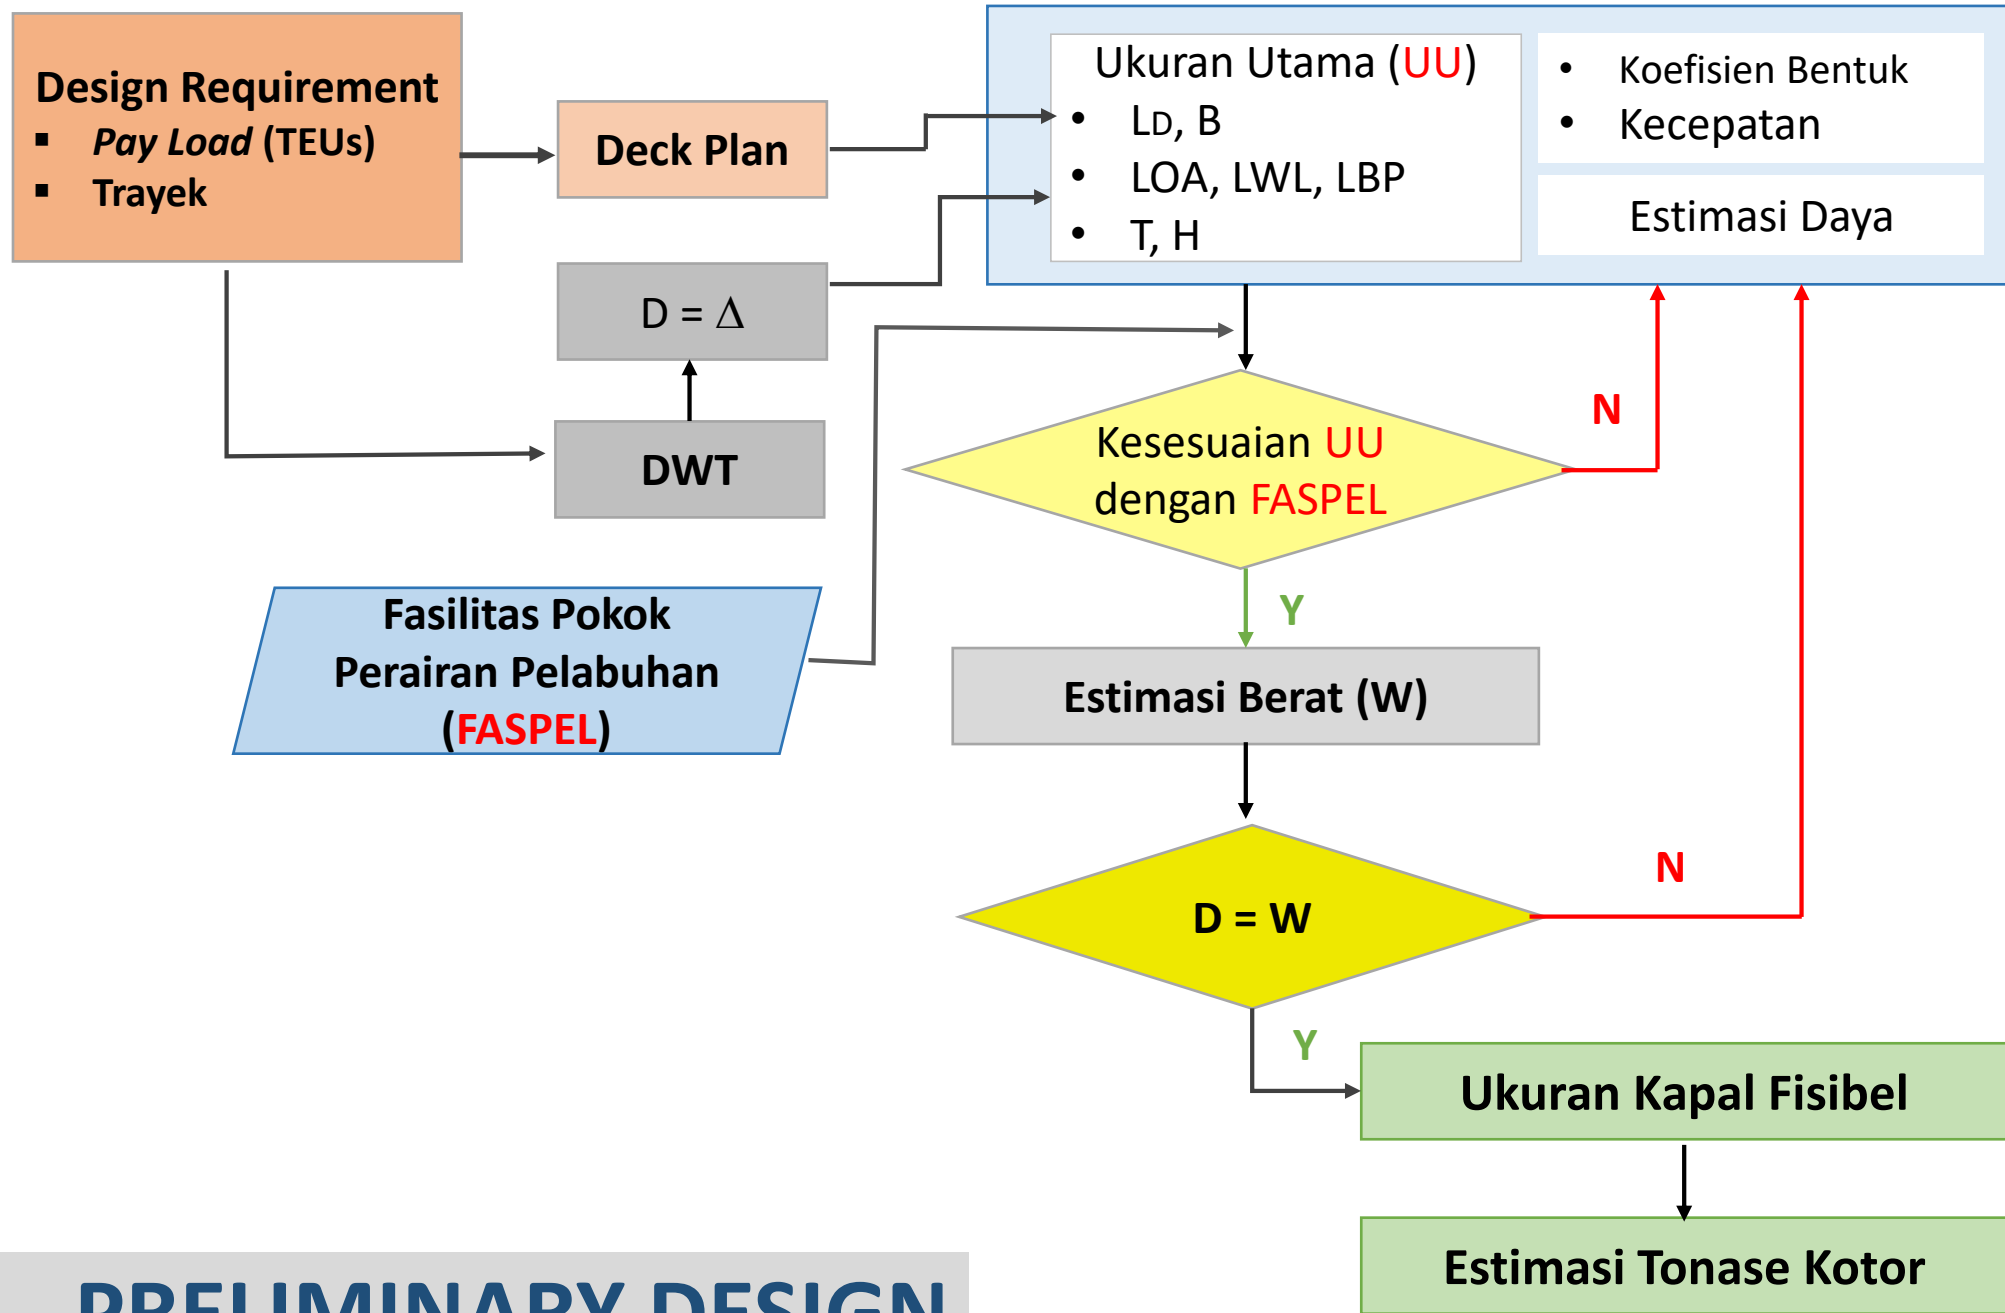 Design Requirement
▪ Pay Load (TEUs)
▪ Trayek
Deck Plan
Ukuran Utama (UU)
• LD, B
• LOA, LWL, LBP
• T, H
• Koefisien Bentuk
• Kecepatan
Estimasi Daya
D = Δ
DWT
Kesesuaian UU
dengan FASPEL
N
Y
Fasilitas Pokok
Perairan Pelabuhan
(FASPEL)
Estimasi Berat (W)
D = W
N
Y
Ukuran Kapal Fisibel
Estimasi Tonase Kotor
PRELIMINARY DESIGN